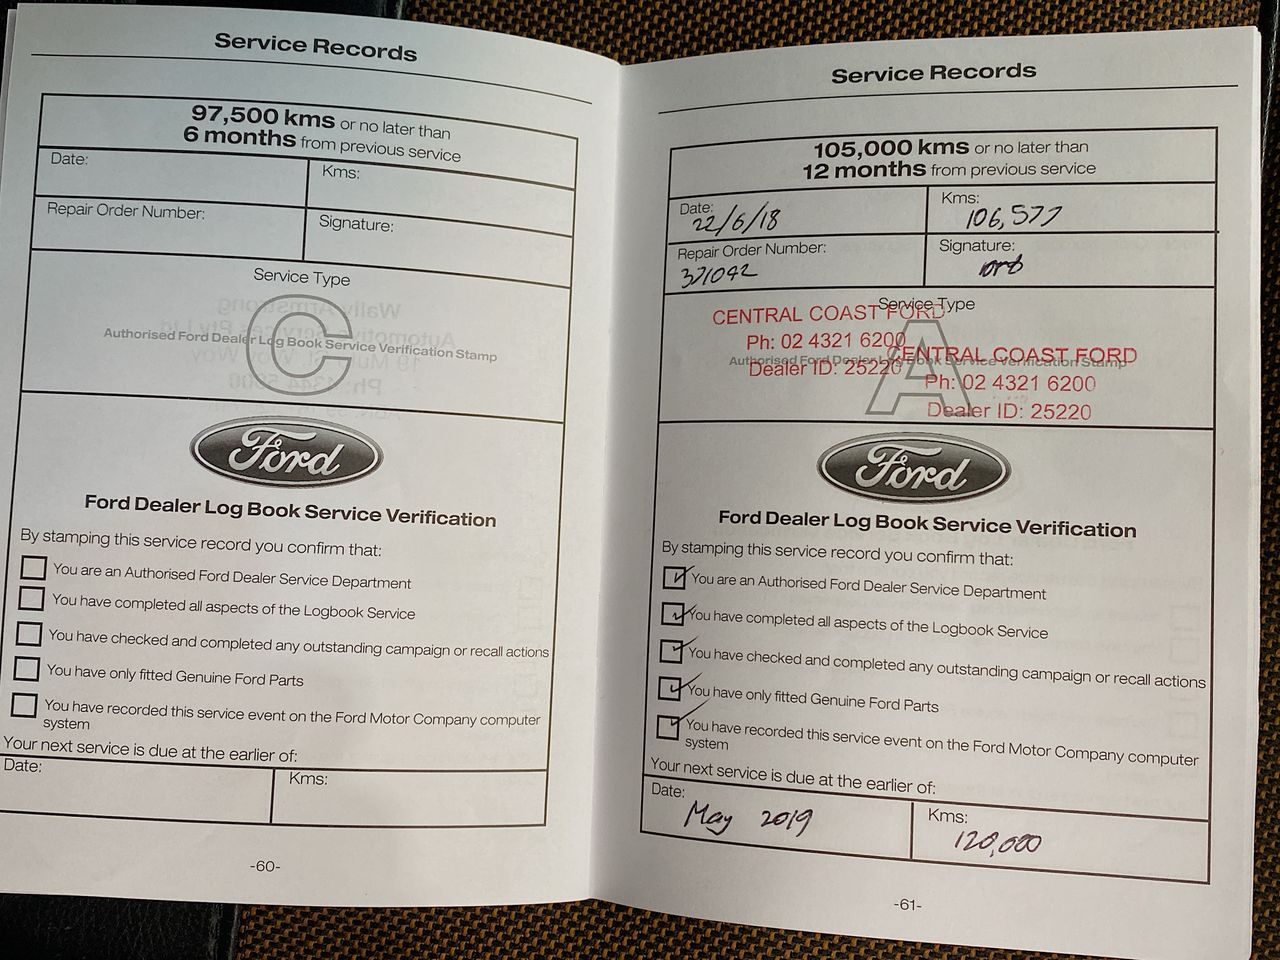 Service Records
97,500 kms or no later than
6 months from previous service
Date:
Kms:
Repair Order Number:
Signature:
Service Type
C
Authorised Ford Dealer Log Book Service Verification Stamp
Ford
Ford Dealer Log Book Service Verification
By stamping this service record you confirm that:
You are an Authorised Ford Dealer Service Department
You have completed all aspects of the Logbook Service
You have checked and completed any outstanding campaign or recall actions
You have only fitted Genuine Ford Parts
You have recorded this service event on the Ford Motor Company computer
system
Your next service is due at the earlier of:
Date:
Kms:
-60-
Service Records
105,000 kms or no later than
12 months from previous service
Date:
22/6/18
Kms:
106,577
Repair Order Number:
371042
Signature:
Service Type
A
CENTRAL COAST FORD
Ph: 02 4321 6200
Dealer ID: 25220
Authorised Ford Dealer Log Book Service Verification Stamp
CENTRAL COAST FORD
Ph: 02 4321 6200
Dealer ID: 25220
Ford
Ford Dealer Log Book Service Verification
By stamping this service record you confirm that:
You are an Authorised Ford Dealer Service Department
You have completed all aspects of the Logbook Service
You have checked and completed any outstanding campaign or recall actions
You have only fitted Genuine Ford Parts
You have recorded this service event on the Ford Motor Company computer
system
Your next service is due at the earlier of:
Date:
May 2019
Kms:
120,000
-61-